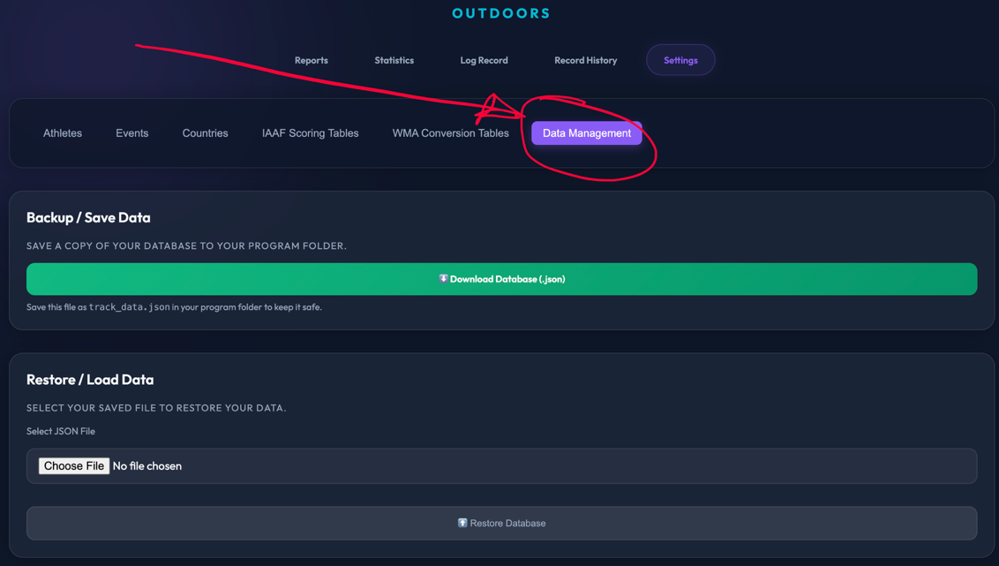 OUTDOORS
Reports Statistics Log Record Record History Settings
Athletes Events Countries IAAF Scoring Tables WMA Conversion Tables Data Management
Backup / Save Data
SAVE A COPY OF YOUR DATABASE TO YOUR PROGRAM FOLDER.
⬇️ Download Database (.json)
Save this file as track_data.json in your program folder to keep it safe.
Restore / Load Data
SELECT YOUR SAVED FILE TO RESTORE YOUR DATA.
Select JSON File
Choose File No file chosen
⬆️ Restore Database